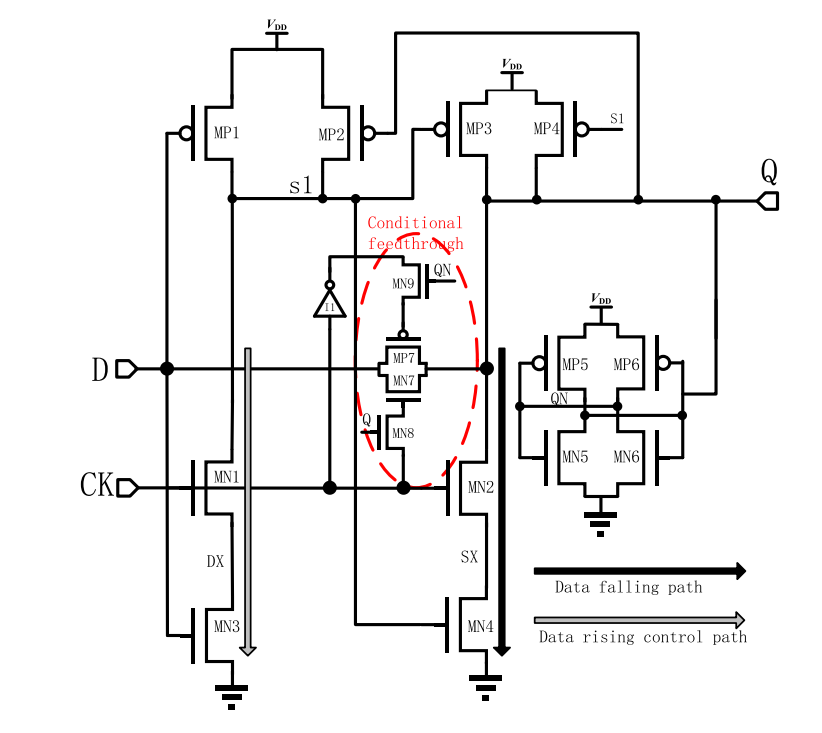 VDD
MP1
MP2
VDD
MP3
MP4
S1
s1
Q
Conditional
feedthrough
MN9
QN
I1
VDD
D
MP7
MN7
MP5
MP6
QN
Q
MN8
CK
MN1
MN2
MN5
MN6
DX
SX
Data falling path
MN3
MN4
Data rising control path